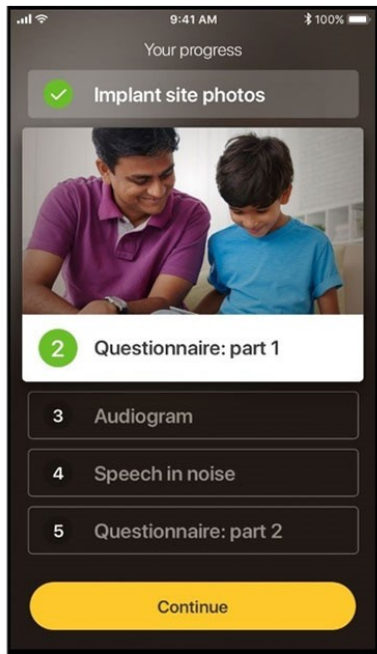 9:41 AM
100%
Your progress
Implant site photos
2 Questionnaire: part 1
3 Audiogram
4 Speech in noise
5 Questionnaire: part 2
Continue